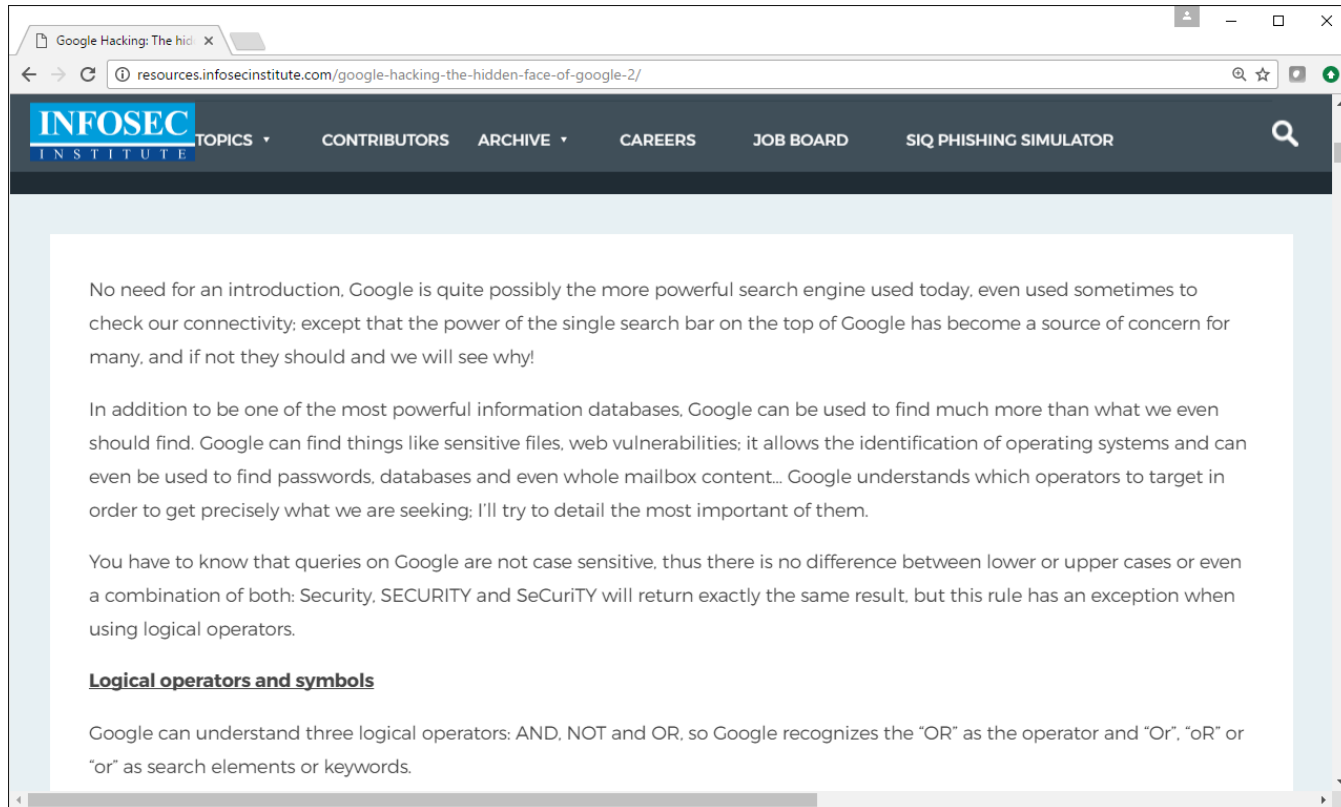 Google Hacking: The hid
resources.infosecinstitute.com/google-hacking-the-hidden-face-of-google-2/
INFOSEC
INSTITUTE
TOPICS CONTRIBUTORS ARCHIVE CAREERS JOB BOARD SIQ PHISHING SIMULATOR
No need for an introduction, Google is quite possibly the more powerful search engine used today, even used sometimes to
check our connectivity; except that the power of the single search bar on the top of Google has become a source of concern for
many, and if not they should and we will see why!
In addition to be one of the most powerful information databases, Google can be used to find much more than what we even
should find. Google can find things like sensitive files, web vulnerabilities; it allows the identification of operating systems and can
even be used to find passwords, databases and even whole mailbox content... Google understands which operators to target in
order to get precisely what we are seeking; I'll try to detail the most important of them.
You have to know that queries on Google are not case sensitive, thus there is no difference between lower or upper cases or even
a combination of both: Security, SECURITY and SeCuriTY will return exactly the same result, but this rule has an exception when
using logical operators.
Logical operators and symbols
Google can understand three logical operators: AND, NOT and OR, so Google recognizes the “OR” as the operator and “Or”, “oR” or
“or” as search elements or keywords.